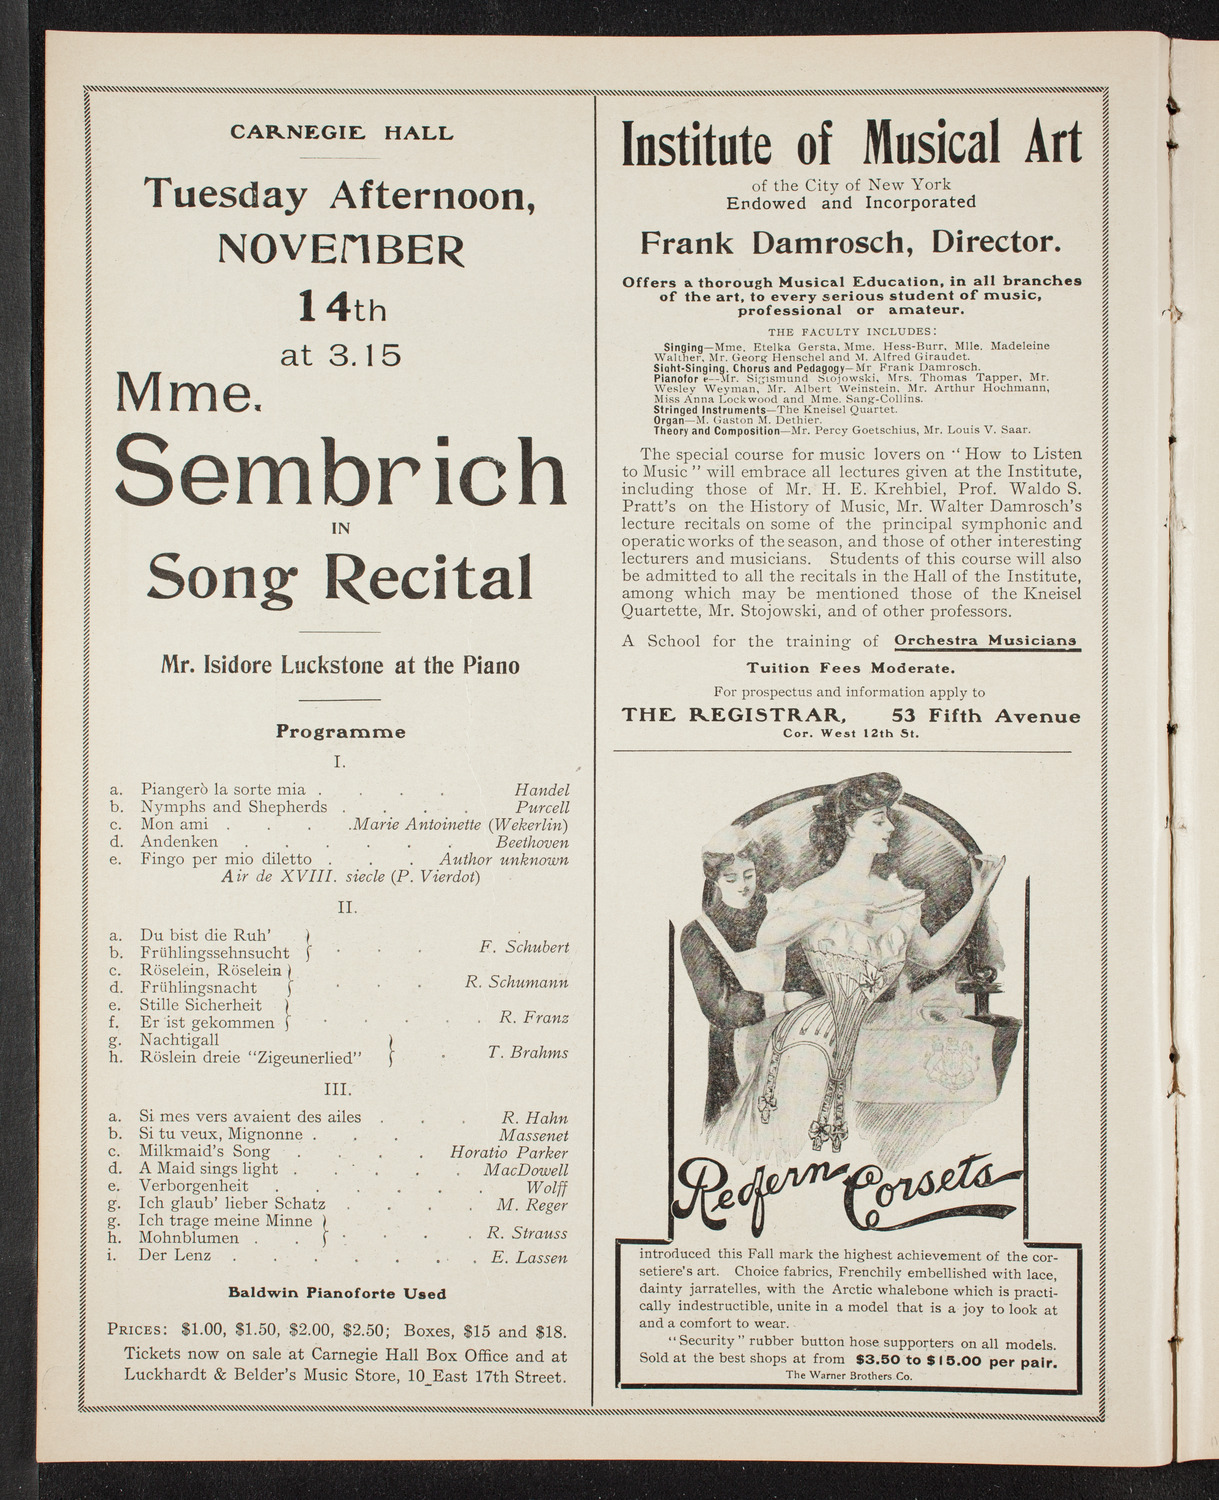 CARNEGIE HALL
Tuesday Afternoon,
NOVEMBER
14th
at 3.15
Mme.
Sembrich
IN
Song Recital
Mr. Isidore Luckstone at the Piano
Programme
I.
a. Piangerò la sorte mia . . . . Handel
b. Nymphs and Shepherds . . . . Purcell
c. Mon ami . . . .Marie Antoinette (Wekerlin)
d. Andenken . . . . . . Beethoven
e. Fingo per mio diletto . . . Author unknown
Air de XVIII. siecle (P. Vierdot)
II.
a. Du bist die Ruh'
b. Frühlingssehnsucht . . . F. Schubert
c. Röselein, Röselein
d. Frühlingsnacht . . . R. Schumann
e. Stille Sicherheit
f. Er ist gekommen . . . . . R. Franz
g. Nachtigall
h. Röslein dreie "Zigeunerlied" . T. Brahms
III.
a. Si mes vers avaient des ailes . . . R. Hahn
b. Si tu veux, Mignonne . . . Massenet
c. Milkmaid's Song . . . . Horatio Parker
d. A Maid sings light . . . . . MacDowell
e. Verborgenheit . . . . . . Wolff
g. Ich glaub' lieber Schatz . . . . M. Reger
g. Ich trage meine Minne
h. Mohnblumen . . . . . . R. Strauss
i. Der Lenz . . . . . . . E. Lassen
Baldwin Pianoforte Used
PRICES: $1.00, $1.50, $2.00, $2.50; Boxes, $15 and $18.
Tickets now on sale at Carnegie Hall Box Office and at
Luckhardt & Belder's Music Store, 10 East 17th Street.
Institute of Musical Art
of the City of New York
Endowed and Incorporated
Frank Damrosch, Director.
Offers a thorough Musical Education, in all branches
of the art, to every serious student of music,
professional or amateur.
THE FACULTY INCLUDES:
Singing—Mme. Etelka Gersta, Mme. Hess-Burr, Mlle. Madeleine
Walther, Mr. Georg Henschel and M. Alfred Giraudet.
Sight-Singing, Chorus and Pedagogy—Mr Frank Damrosch.
Pianofor e—Mr. Sigismund Stojowski, Mrs. Thomas Tapper, Mr.
Wesley Weyman, Mr. Albert Weinstein, Mr. Arthur Hochmann,
Miss Anna Lockwood and Mme. Sang-Collins.
Stringed Instruments—The Kneisel Quartet.
Organ—M. Gaston M. Dethier.
Theory and Composition—Mr. Percy Goetschius, Mr. Louis V. Saar.
The special course for music lovers on "How to Listen
to Music" will embrace all lectures given at the Institute,
including those of Mr. H. E. Krehbiel, Prof. Waldo S.
Pratt's on the History of Music, Mr. Walter Damrosch's
lecture recitals on some of the principal symphonic and
operatic works of the season, and those of other interesting
lecturers and musicians. Students of this course will also
be admitted to all the recitals in the Hall of the Institute,
among which may be mentioned those of the Kneisel
Quartette, Mr. Stojowski, and of other professors.
A School for the training of Orchestra Musicians
Tuition Fees Moderate.
For prospectus and information apply to
THE REGISTRAR, 53 Fifth Avenue
Cor. West 12th St.
Redfern Corsets
introduced this Fall mark the highest achievement of the cor-
setiere's art. Choice fabrics, Frenchily embellished with lace,
dainty jarratelles, with the Arctic whalebone which is practi-
cally indestructible, unite in a model that is a joy to look at
and a comfort to wear.
"Security" rubber button hose supporters on all models.
Sold at the best shops at from $3.50 to $15.00 per pair.
The Warner Brothers Co.